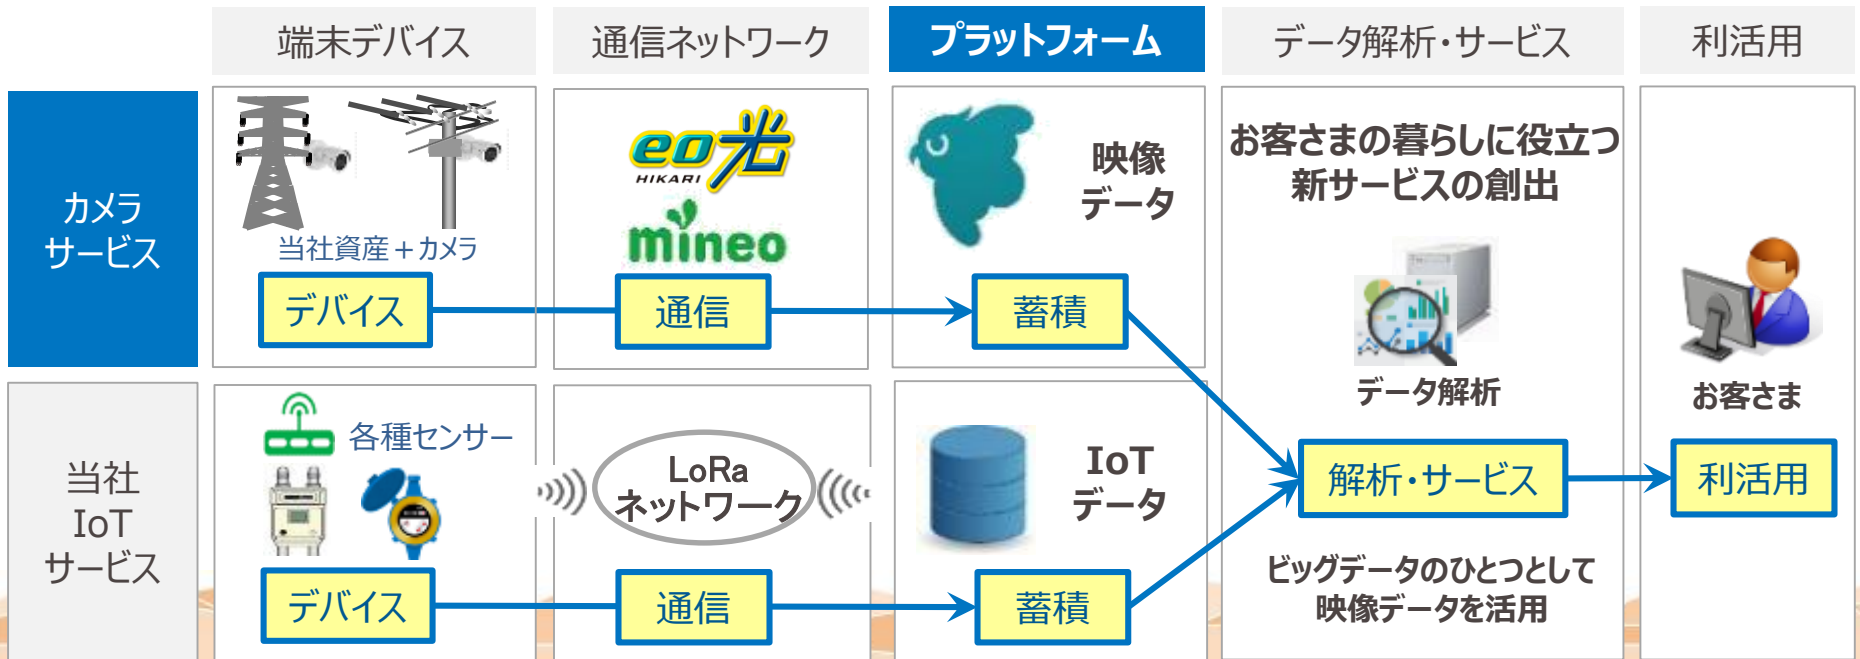 端末デバイス
通信ネットワーク
プラットフォーム
データ解析・サービス
利活用
カメラ
サービス
当社資産+カメラ
デバイス
eo光
HIKARI
mineo
通信
映像
データ
蓄積
お客さまの暮らしに役立つ
新サービスの創出
データ解析
お客さま
当社
IoT
サービス
各種センサー
デバイス
LoRa
ネットワーク
通信
IoT
データ
蓄積
解析・サービス
ビッグデータのひとつとして
映像データを活用
利活用